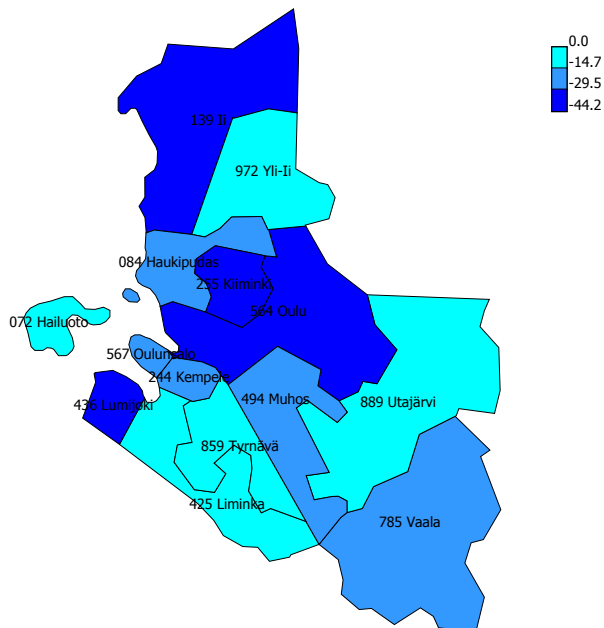 0.0
-14.7
-29.5
-44.2
139 Ii
972 Yli-Ii
084 Haukipudas
255 Kiiminki
564 Oulu
072 Hailuoto
567 Oulunsalo
244 Kempele
436 Lumijoki
494 Muhos
889 Utajärvi
859 Tyrnävä
425 Liminka
785 Vaala